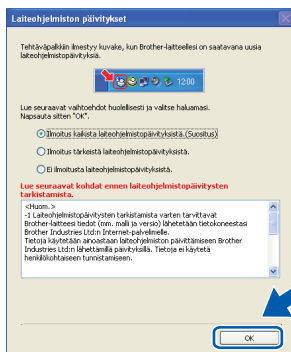 Laiteohjelmiston päivitykset
Tehtäväpalkkiin ilmestyy kuvake, kun Brother-laitteellesi on saatavana uusia
laiteohjelmistopäivityksiä.
12:00
Lue seuraavat vaihtoehdot huolellisesti ja valitse haluamasi.
Napsauta sitten "OK".
Ilmoitus kaikista laiteohjelmistopäivityksistä.(Suositus)
Ilmoitus tärkeistä laiteohjelmistopäivityksistä.
Ei ilmoitusta laiteohjelmistopäivityksistä.
Lue seuraavat kohdat ennen laiteohjelmistopäivitysten
tarkistamista.
<Huom.>
-1 Laiteohjelmistopäivitysten tarkistamista varten tarvittavat
Brother-laitteesi tiedot (mm. malli ja versio) lähetetään tietokoneestasi
Brother Industries Ltd:n Internet-palvelimelle.
Tietoja käytetään ainoastaan laiteohjelmiston päivittämiseen Brother
Industries Ltd:n lähettämillä päivityksillä. Tietoja ei käytetä
henkilökohtaiseen tunnistamiseen.
OK